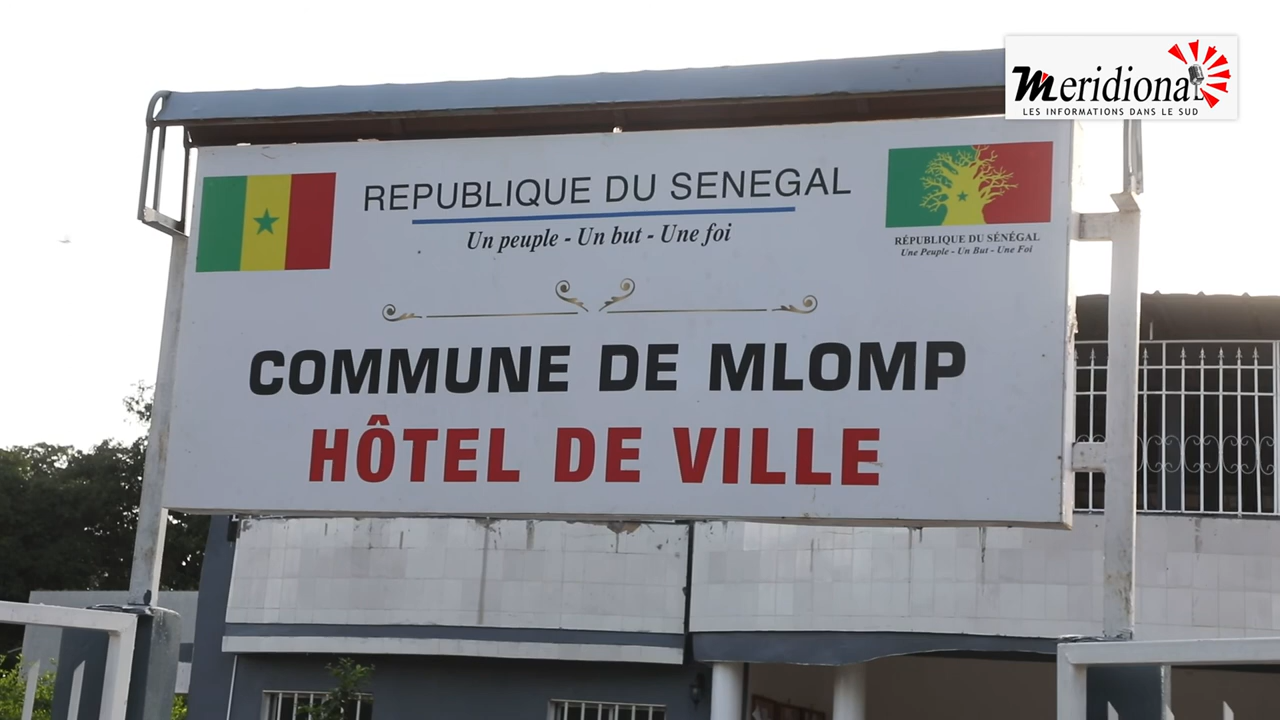 Meridional
LES INFORMATIONS DANS LE SUD
REPUBLIQUE DU SENEGAL
Un peuple - Un but - Une foi
RÉPUBLIQUE DU SÉNÉGAL
Une Peuple - Un But - Une Foi
COMMUNE DE MLOMP
HÔTEL DE VILLE